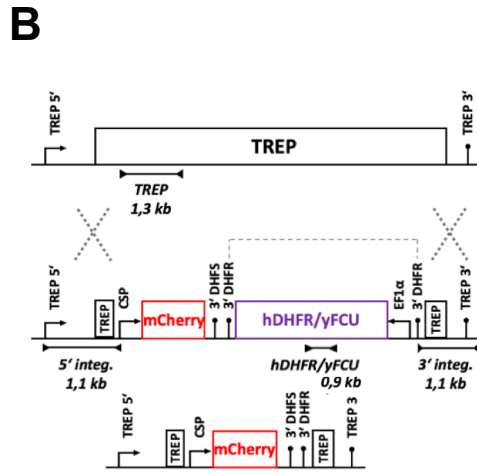 B
TREP 5'
TREP
TREP 3'
TREP
1,3 kb
TREP 5'
TREP
CSP
mCherry
3' DHFS
3' DHFR
hDHFR/yFCU
EF1α
3' DHFR
TREP
TREP 3'
5' integ.
1,1 kb
hDHFR/yFCU
0,9 kb
3' integ.
1,1 kb
TREP 5'
TREP
CSP
mCherry
3' DHFS
3' DHFR
TREP
TREP 3